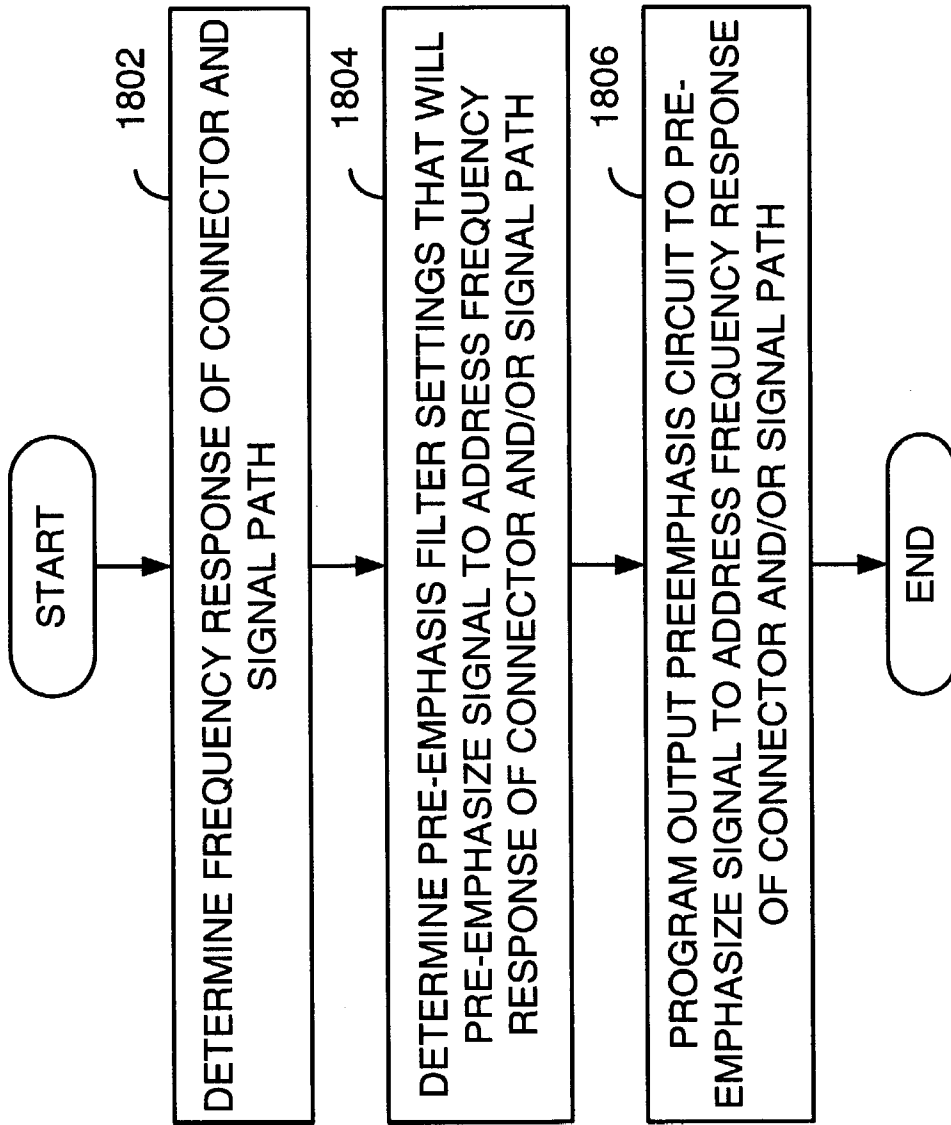 START
1802
DETERMINE FREQUENCY RESPONSE OF CONNECTOR AND
SIGNAL PATH
1804
DETERMINE PRE-EMPHASIS FILTER SETTINGS THAT WILL
PRE-EMPHASIZE SIGNAL TO ADDRESS FREQUENCY
RESPONSE OF CONNECTOR AND/OR SIGNAL PATH
1806
PROGRAM OUTPUT PREEMPHASIS CIRCUIT TO PRE-
EMPHASIZE SIGNAL TO ADDRESS FREQUENCY RESPONSE
OF CONNECTOR AND/OR SIGNAL PATH
END